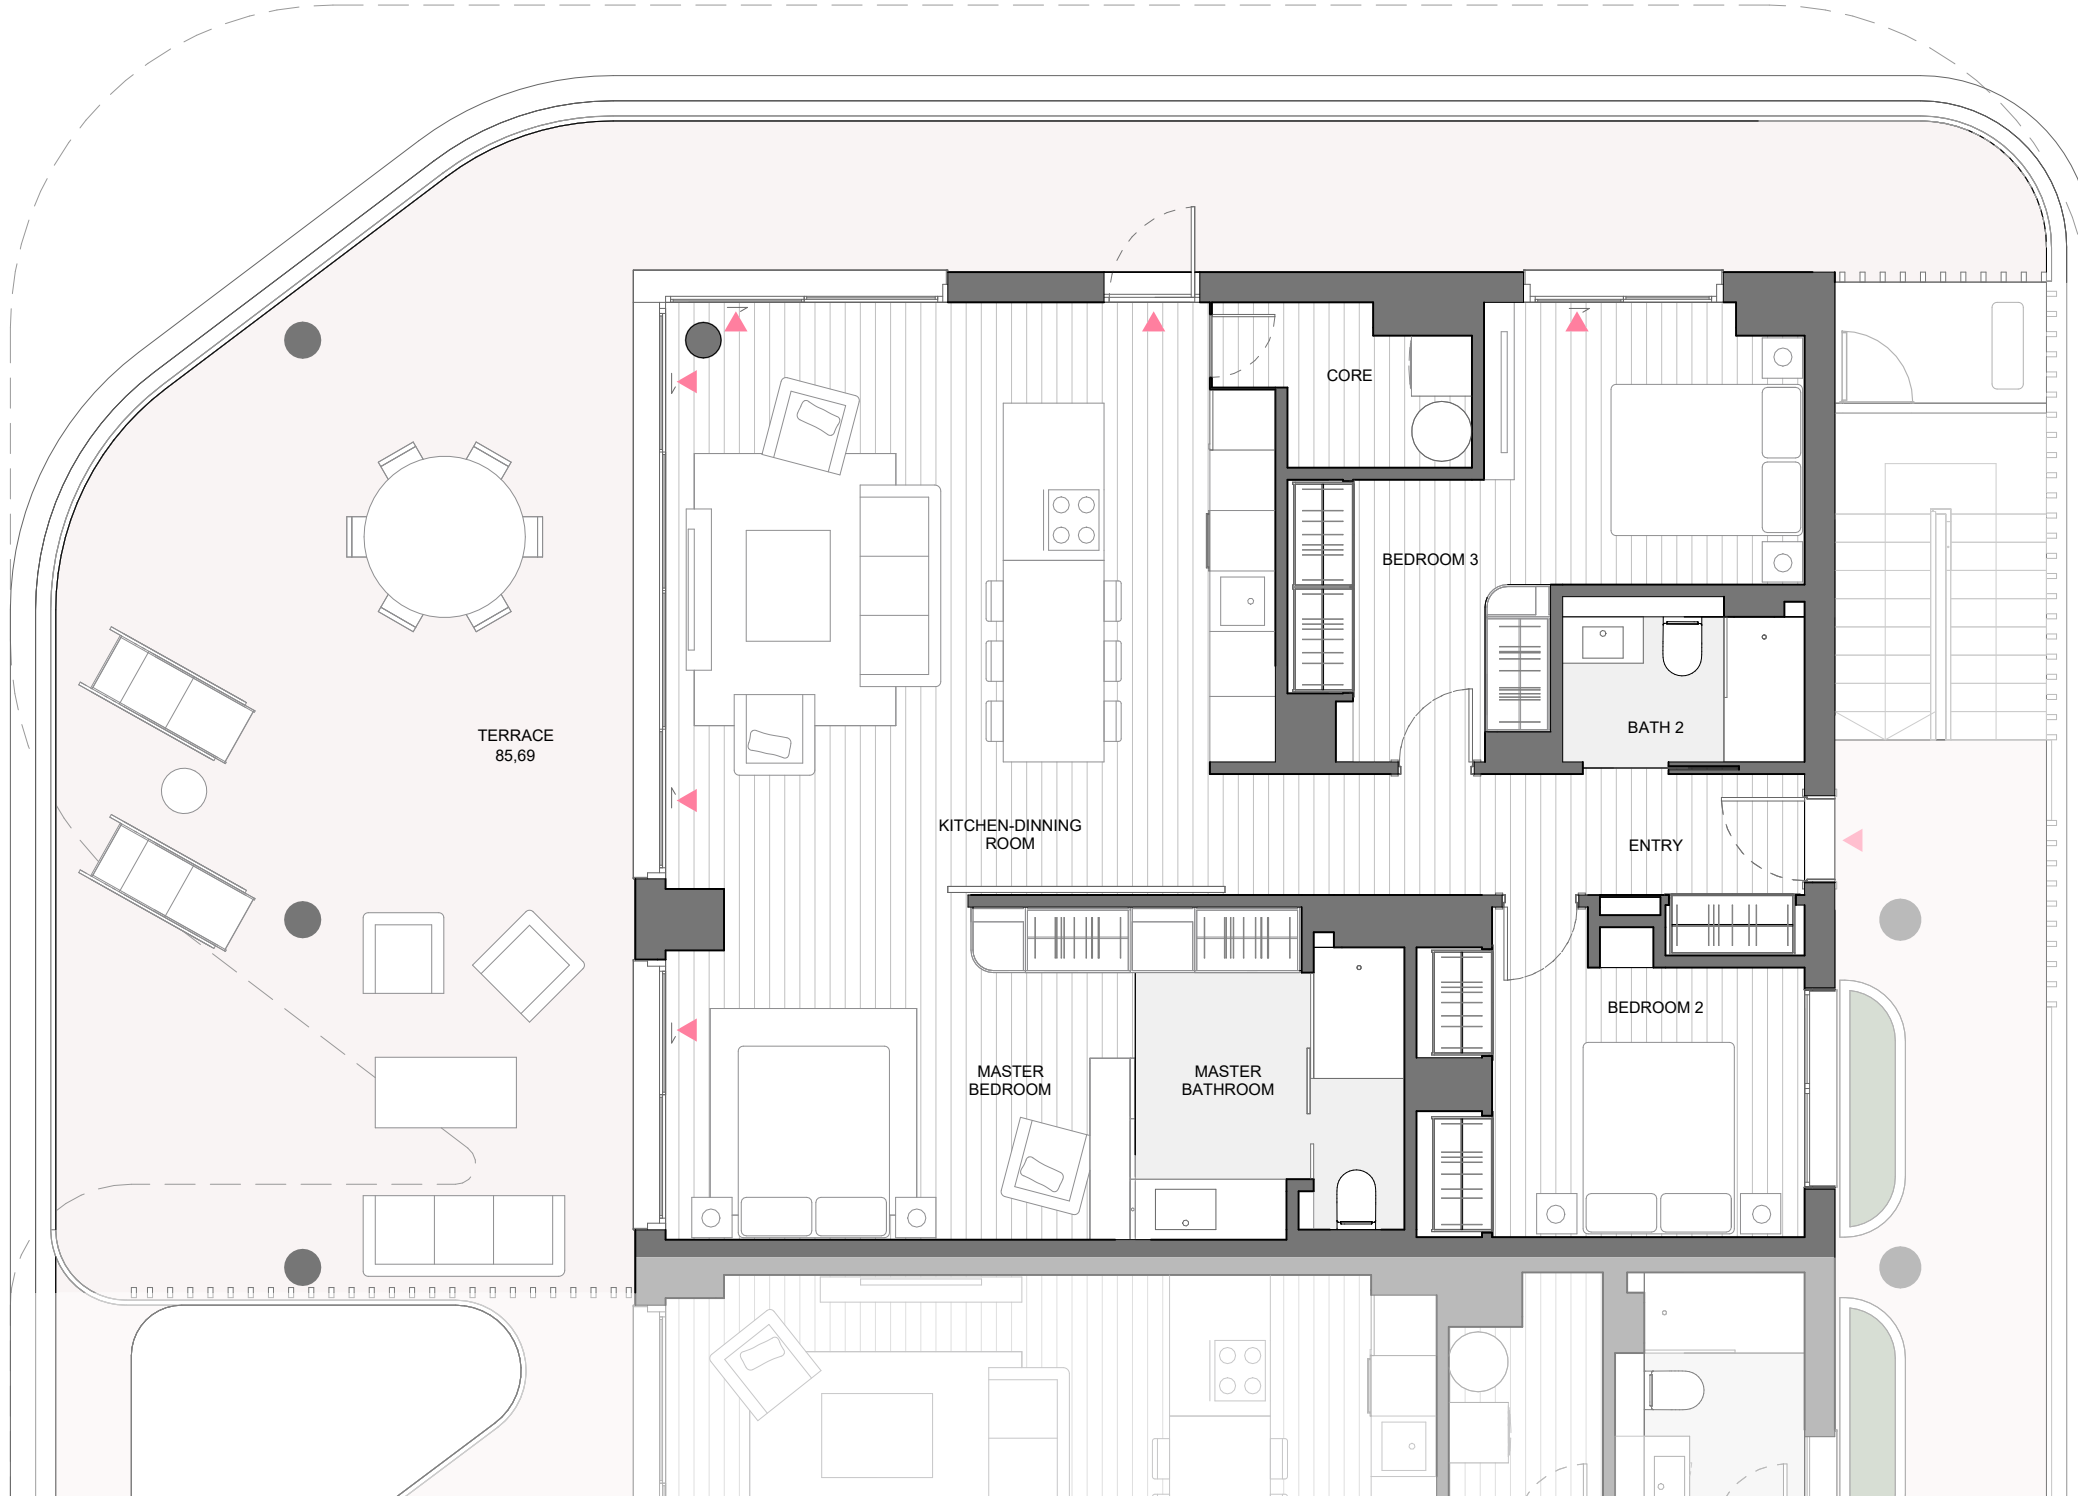 CORE
BEDROOM 3
BATH 2
TERRACE
85,69
KITCHEN-DINNING
ROOM
ENTRY
BEDROOM 2
MASTER
BEDROOM
MASTER
BATHROOM